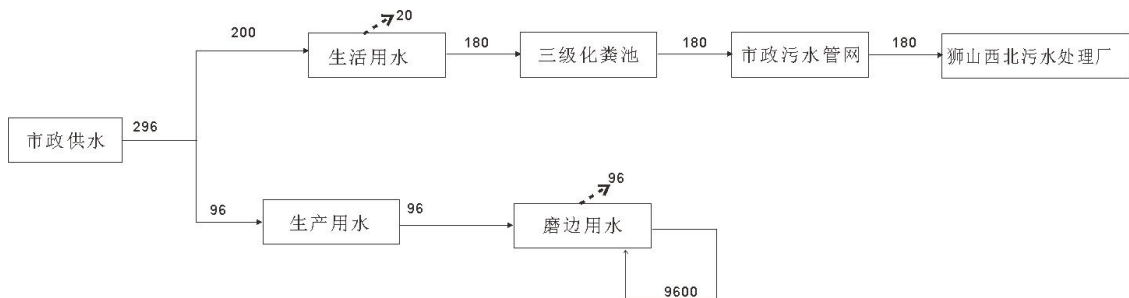 20
200
生活用水
180
三级化粪池
180
市政污水管网
180
狮山西北污水处理厂
市政供水
296
96
96
生产用水
96
磨边用水
9600